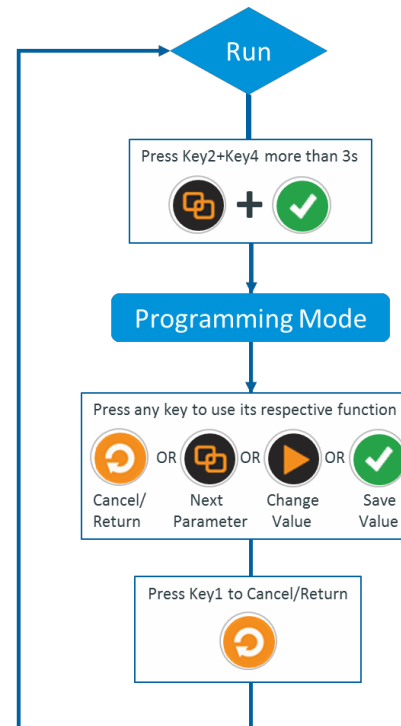 Run
Press Key2+Key4 more than 3s
+
Programming Mode
Press any key to use its respective function
OR OR OR
Cancel/ Next Change Save
Return Parameter Value Value
Press Key1 to Cancel/Return